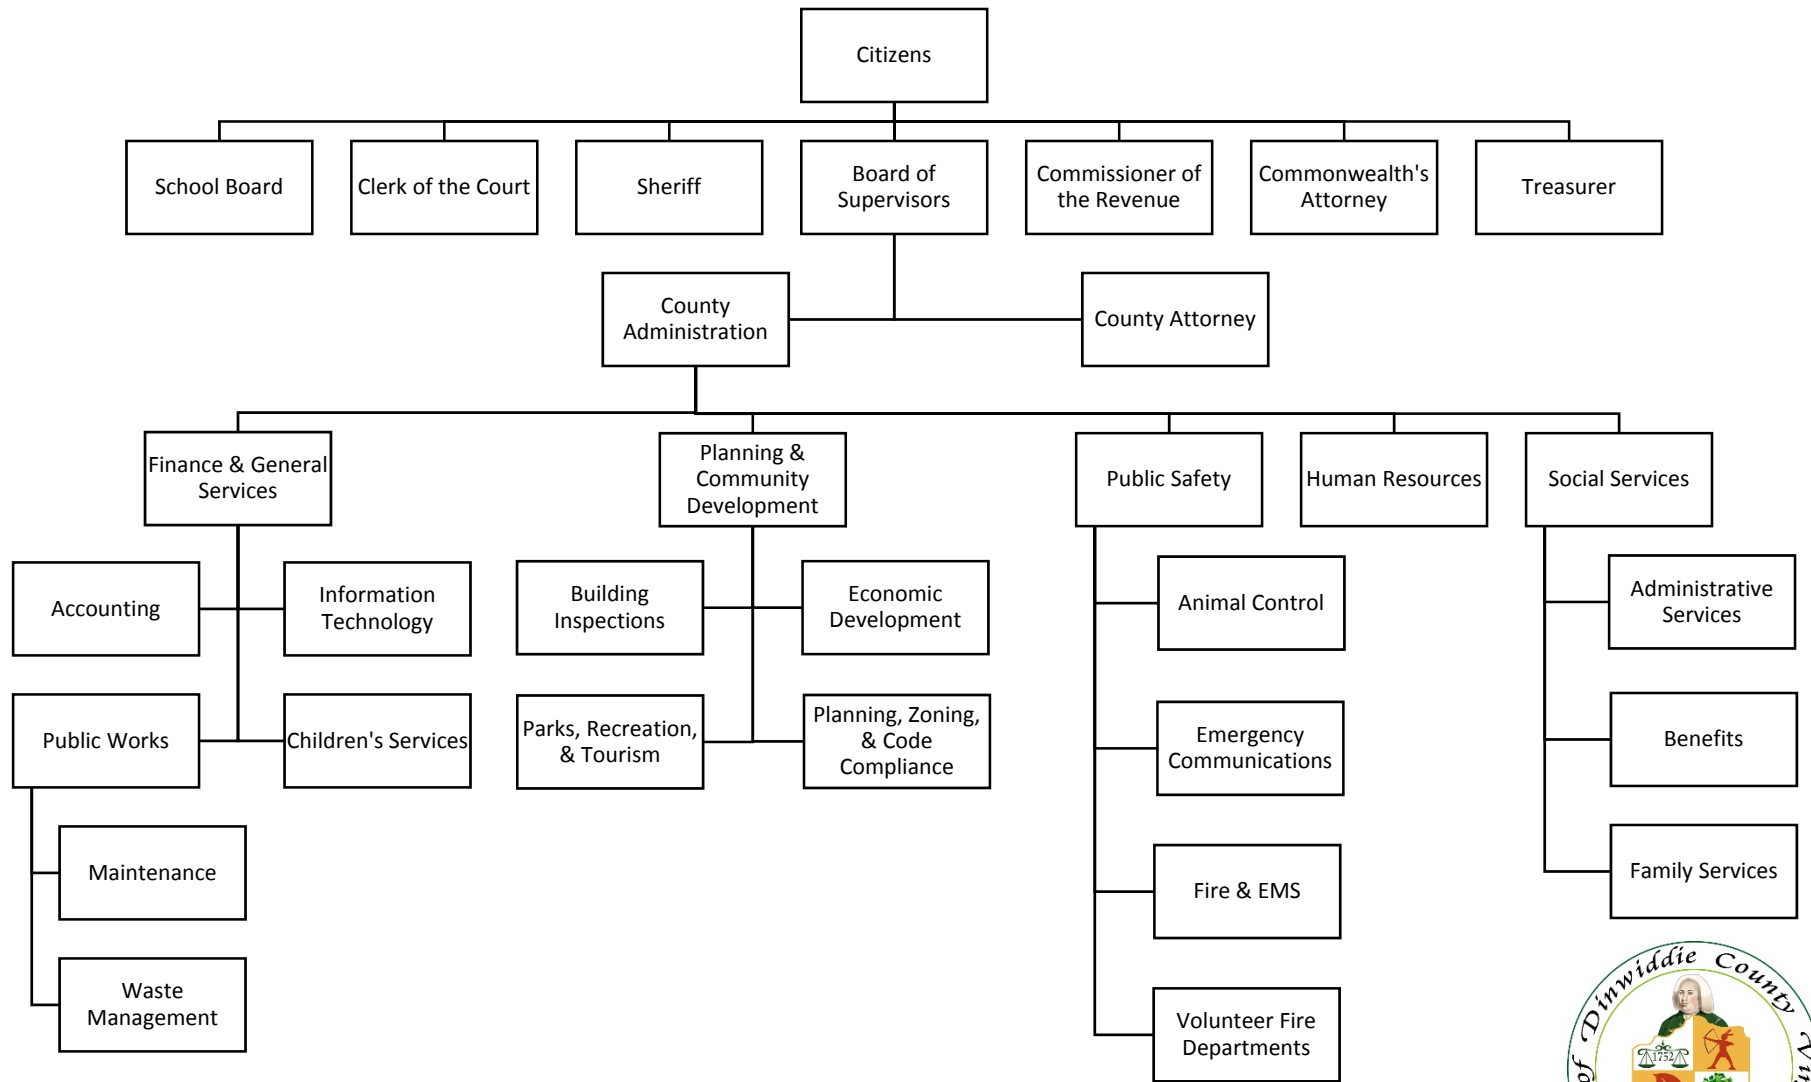 Citizens
School Board
Clerk of the Court
Sheriff
Board of
Supervisors
Commissioner of
the Revenue
Commonwealth's
Attorney
Treasurer
County
Administration
County Attorney
Finance & General
Services
Planning &
Community
Development
Public Safety
Human Resources
Social Services
Accounting
Information
Technology
Public Works
Children's Services
Maintenance
Waste
Management
Building
Inspections
Economic
Development
Parks, Recreation,
& Tourism
Planning, Zoning,
& Code
Compliance
Animal Control
Emergency
Communications
Fire & EMS
Volunteer Fire
Departments
Administrative
Services
Benefits
Family Services
of Dinwiddie County
1752